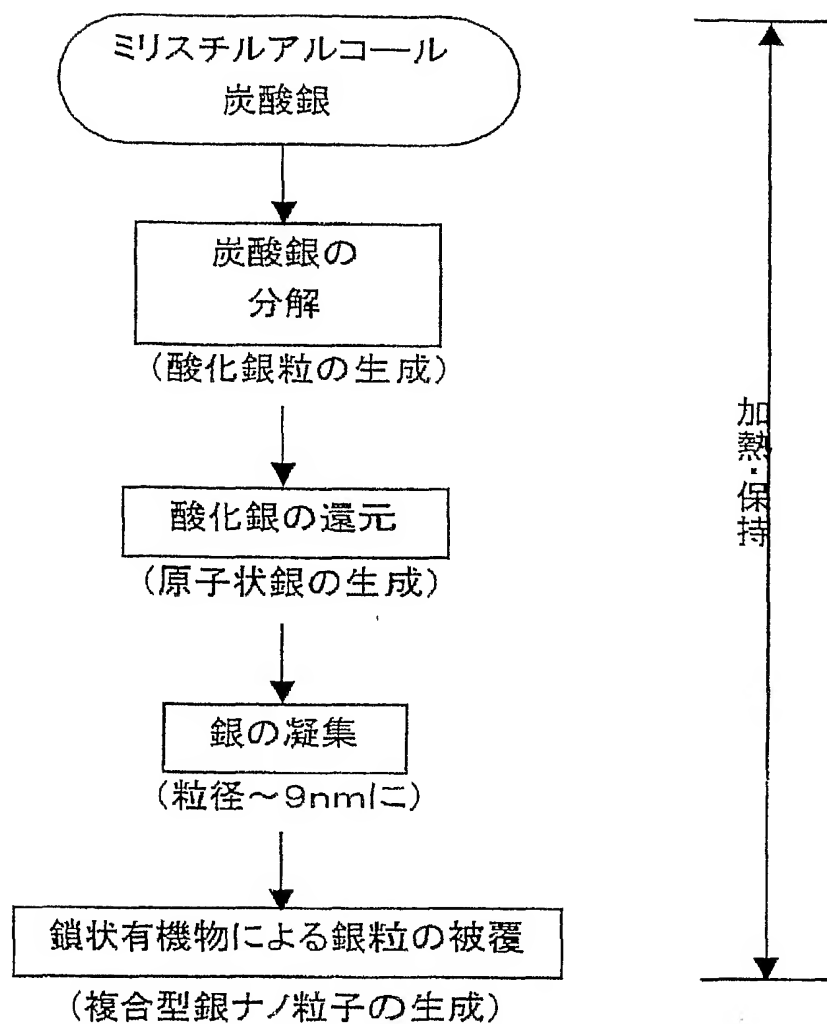 ミリスチルアルコール
炭酸銀
炭酸銀の
分解
(酸化銀粒の生成)
酸化銀の還元
(原子状銀の生成)
銀の凝集
(粒径～9nmに)
鎖状有機物による銀粒の被覆
(複合型銀ナノ粒子の生成)
加熱・保持